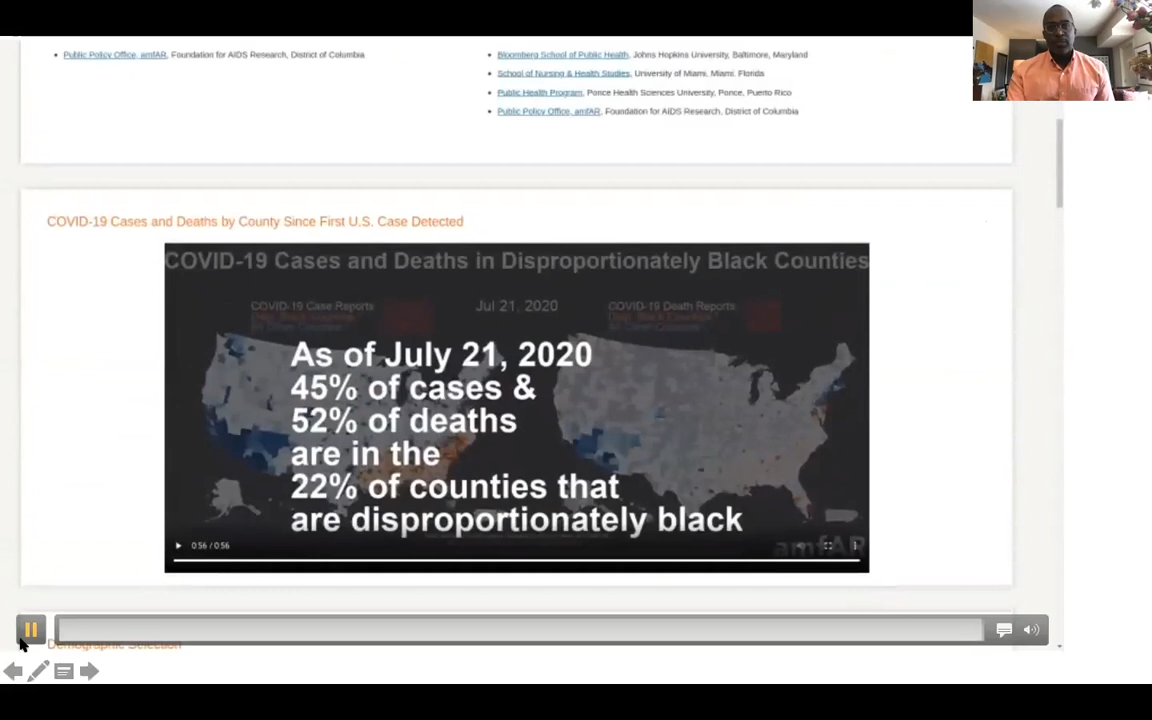 Public Policy Office, amfAR, Foundation for AIDS Research, District of Columbia
Bloomberg School of Public Health, Johns Hopkins University, Baltimore, Maryland
School of Nursing & Health Studies, University of Miami, Miami, Florida
Public Health Program, Ponce Health Sciences University, Ponce, Puerto Rico
Public Policy Office, amfAR, Foundation for AIDS Research, District of Columbia
COVID-19 Cases and Deaths by County Since First U.S. Case Detected
COVID-19 Cases and Deaths in Disproportionately Black Counties
COVID-19 Case Reports
Jul 21, 2020
COVID-19 Death Reports
As of July 21, 2020
45% of cases &
52% of deaths
are in the
22% of counties that
are disproportionately black
0:56 / 0:56
amfAR
Demographic Selection